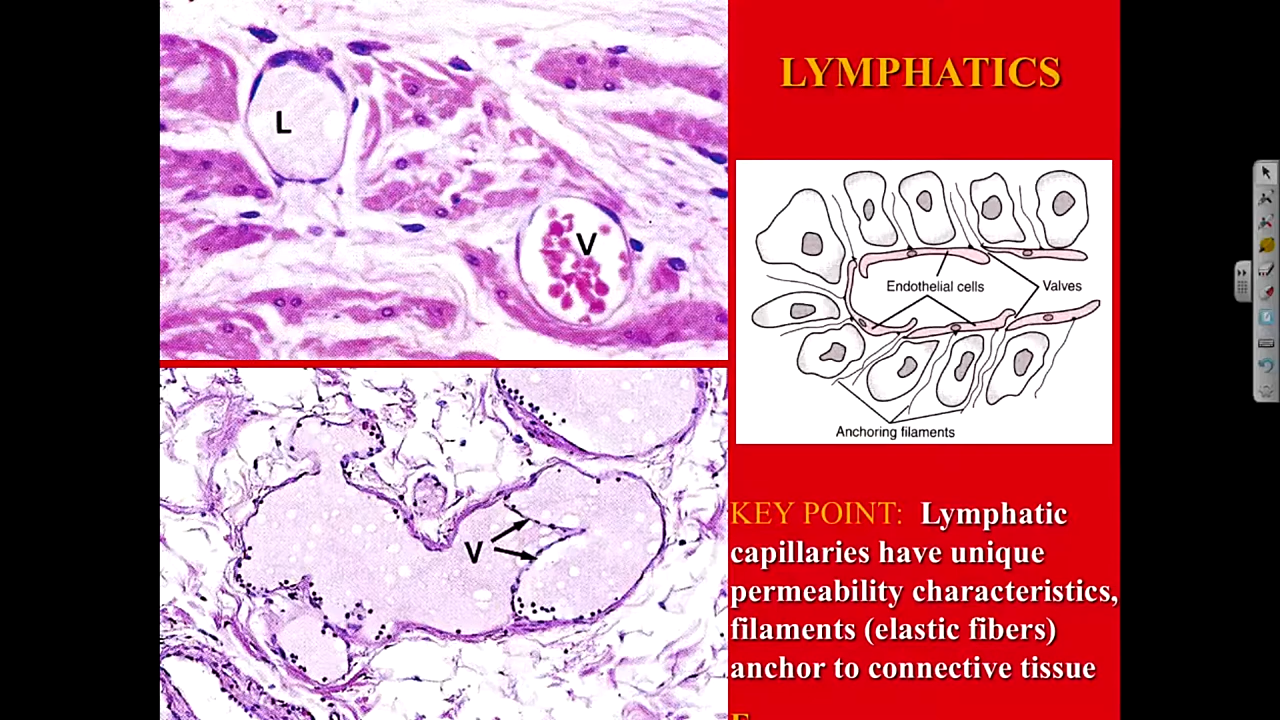 L
V
V
LYMPHATICS
Endothelial cells
Valves
Anchoring filaments
KEY POINT: Lymphatic
capillaries have unique
permeability characteristics,
filaments (elastic fibers)
anchor to connective tissue